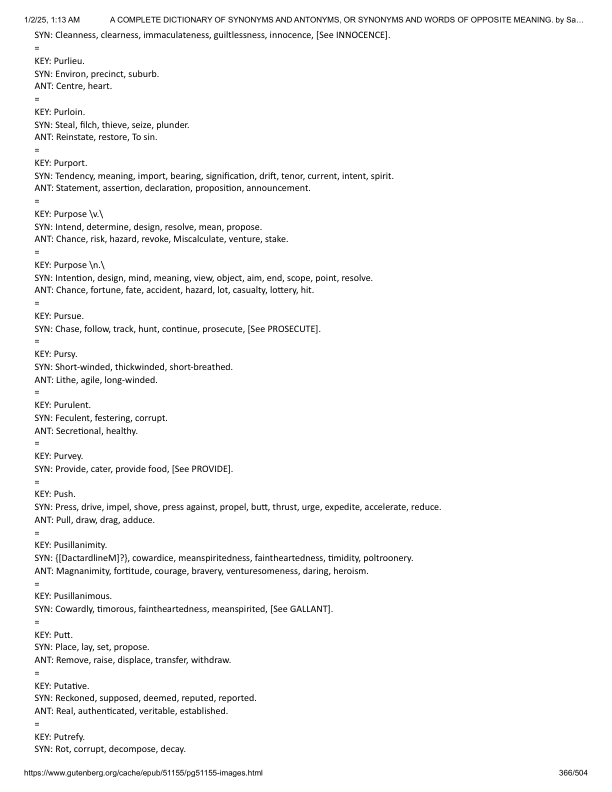 1/2/25, 1:13 AM A COMPLETE DICTIONARY OF SYNONYMS AND ANTONYMS, OR SYNONYMS AND WORDS OF OPPOSITE MEANING. by Sa…
SYN: Cleanness, clearness, immaculateness, guiltlessness, innocence, [See INNOCENCE].
=
KEY: Purlieu.
SYN: Environ, precinct, suburb.
ANT: Centre, heart.
=
KEY: Purloin.
SYN: Steal, filch, thieve, seize, plunder.
ANT: Reinstate, restore, To sin.
=
KEY: Purport.
SYN: Tendency, meaning, import, bearing, signification, drift, tenor, current, intent, spirit.
ANT: Statement, assertion, declaration, proposition, announcement.
=
KEY: Purpose \v.\
SYN: Intend, determine, design, resolve, mean, propose.
ANT: Chance, risk, hazard, revoke, Miscalculate, venture, stake.
=
KEY: Purpose \n.\
SYN: Intention, design, mind, meaning, view, object, aim, end, scope, point, resolve.
ANT: Chance, fortune, fate, accident, hazard, lot, casualty, lottery, hit.
=
KEY: Pursue.
SYN: Chase, follow, track, hunt, continue, prosecute, [See PROSECUTE].
=
KEY: Pursy.
SYN: Short-winded, thickwinded, short-breathed.
ANT: Lithe, agile, long-winded.
=
KEY: Purulent.
SYN: Feculent, festering, corrupt.
ANT: Secretional, healthy.
=
KEY: Purvey.
SYN: Provide, cater, provide food, [See PROVIDE].
=
KEY: Push.
SYN: Press, drive, impel, shove, press against, propel, butt, thrust, urge, expedite, accelerate, reduce.
ANT: Pull, draw, drag, adduce.
=
KEY: Pusillanimity.
SYN: {[DactardlineM]?}, cowardice, meanspiritedness, faintheartedness, timidity, poltroonery.
ANT: Magnanimity, fortitude, courage, bravery, venturesomeness, daring, heroism.
=
KEY: Pusillanimous.
SYN: Cowardly, timorous, faintheartedness, meanspirited, [See GALLANT].
=
KEY: Putt.
SYN: Place, lay, set, propose.
ANT: Remove, raise, displace, transfer, withdraw.
=
KEY: Putative.
SYN: Reckoned, supposed, deemed, reputed, reported.
ANT: Real, authenticated, veritable, established.
=
KEY: Putrefy.
SYN: Rot, corrupt, decompose, decay.
https://www.gutenberg.org/cache/epub/51155/pg51155-images.html 366/504